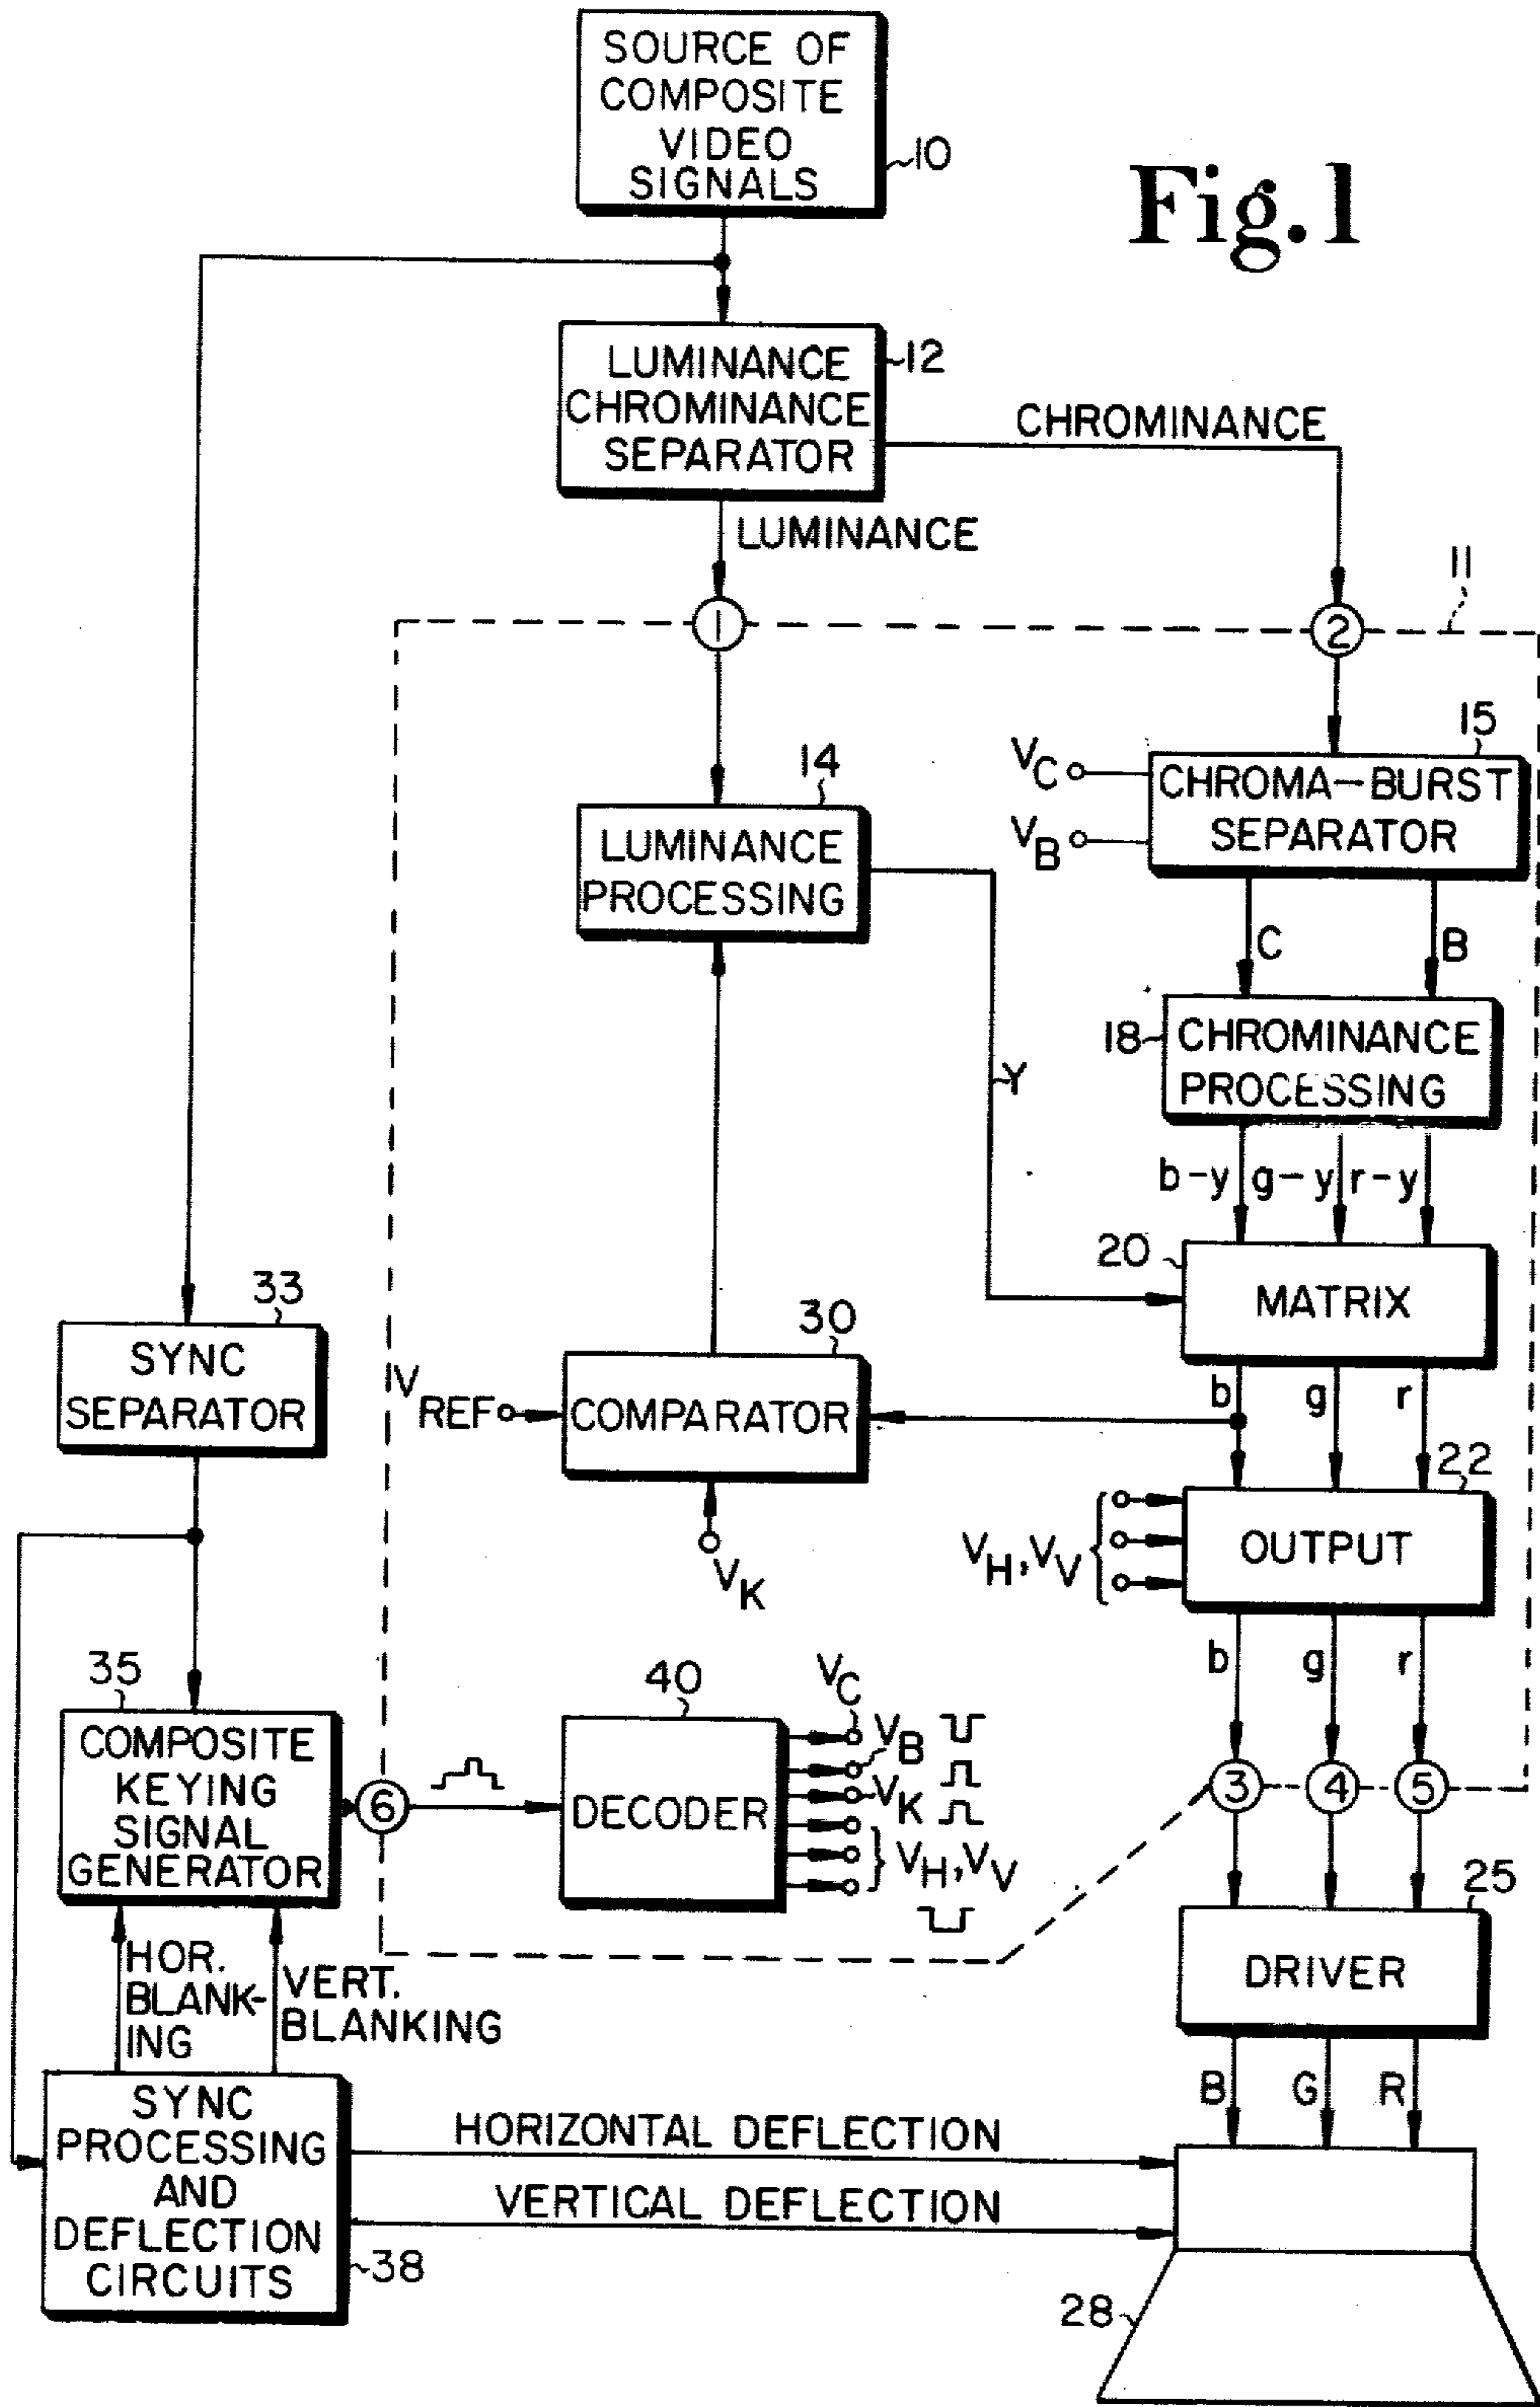 SOURCE OF
COMPOSITE
VIDEO
SIGNALS
10
Fig.1
LUMINANCE
CHROMINANCE
SEPARATOR
12
CHROMINANCE
LUMINANCE
11
1
2
14
LUMINANCE
PROCESSING
15
VC
VB
CHROMA-BURST
SEPARATOR
C
B
18
CHROMINANCE
PROCESSING
Y
b-y
g-y
r-y
20
MATRIX
33
SYNC
SEPARATOR
30
VREF
COMPARATOR
VK
b
g
r
22
VH,VV
OUTPUT
b
g
r
35
COMPOSITE
KEYING
SIGNAL
GENERATOR
6
40
DECODER
VC
VB
VK
VH,VV
3
4
5
25
DRIVER
HOR.
BLANK-
ING
VERT.
BLANKING
B
G
R
SYNC
PROCESSING
AND
DEFLECTION
CIRCUITS
38
HORIZONTAL DEFLECTION
VERTICAL DEFLECTION
28